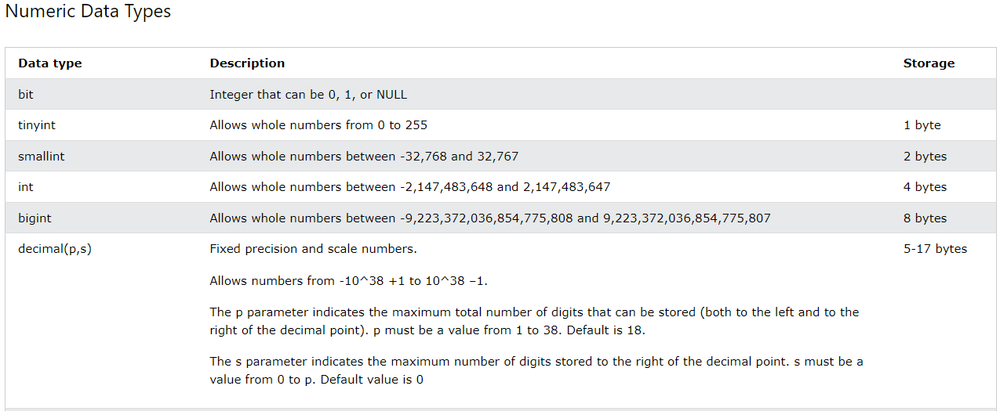 Numeric Data Types
Data type Description Storage
bit Integer that can be 0, 1, or NULL
tinyint Allows whole numbers from 0 to 255 1 byte
smallint Allows whole numbers between -32,768 and 32,767 2 bytes
int Allows whole numbers between -2,147,483,648 and 2,147,483,647 4 bytes
bigint Allows whole numbers between -9,223,372,036,854,775,808 and 9,223,372,036,854,775,807 8 bytes
decimal(p,s) Fixed precision and scale numbers. 5-17 bytes
Allows numbers from -10^38 +1 to 10^38 –1.
The p parameter indicates the maximum total number of digits that can be stored (both to the left and to the
right of the decimal point). p must be a value from 1 to 38. Default is 18.
The s parameter indicates the maximum number of digits stored to the right of the decimal point. s must be a
value from 0 to p. Default value is 0